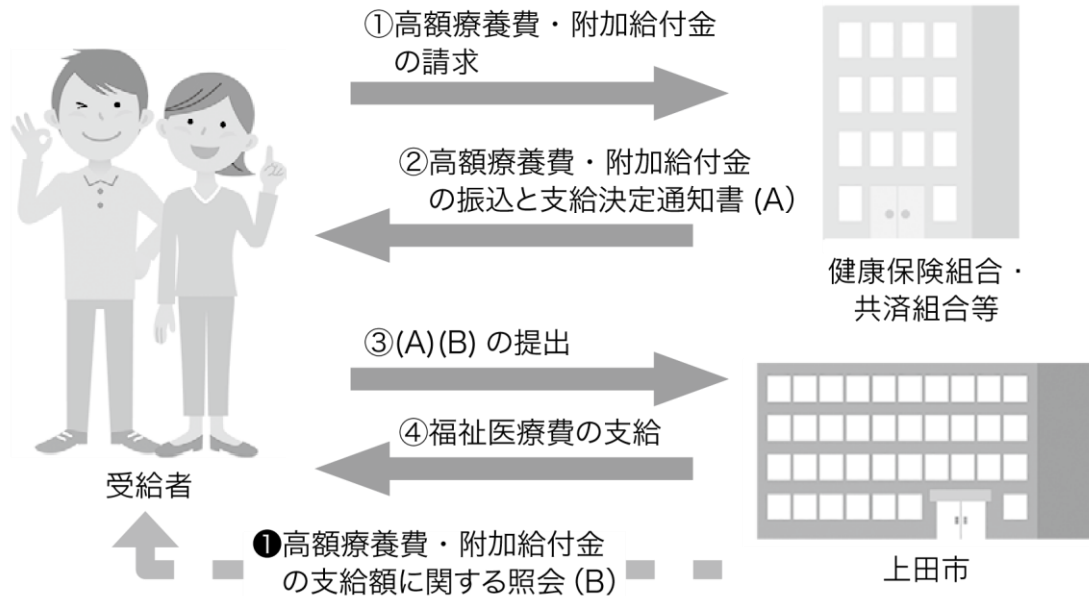 ①高額療養費・附加給付金
の請求
②高額療養費・附加給付金
の振込と支給決定通知書 (A)
健康保険組合・
共済組合等
③(A)(B) の提出
④福祉医療費の支給
受給者
❶高額療養費・附加給付金
の支給額に関する照会 (B)
上田市